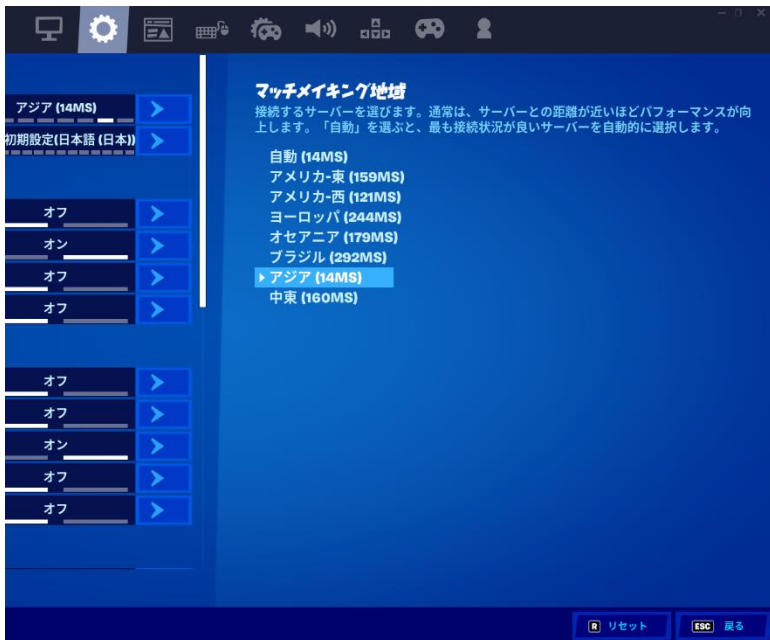 アジア (14MS)
初期設定(日本語 (日本))
オフ
オン
オフ
オフ
オフ
オフ
オン
オフ
オフ
マッチメイキング地域
接続するサーバーを選びます。通常は、サーバーとの距離が近いほどパフォーマンスが向
上します。「自動」を選ぶと、最も接続状況が良いサーバーを自動的に選択します。
自動 (14MS)
アメリカ-東 (159MS)
アメリカ-西 (121MS)
ヨーロッパ (244MS)
オセアニア (179MS)
ブラジル (292MS)
アジア (14MS)
中東 (160MS)
R リセット
ESC 戻る